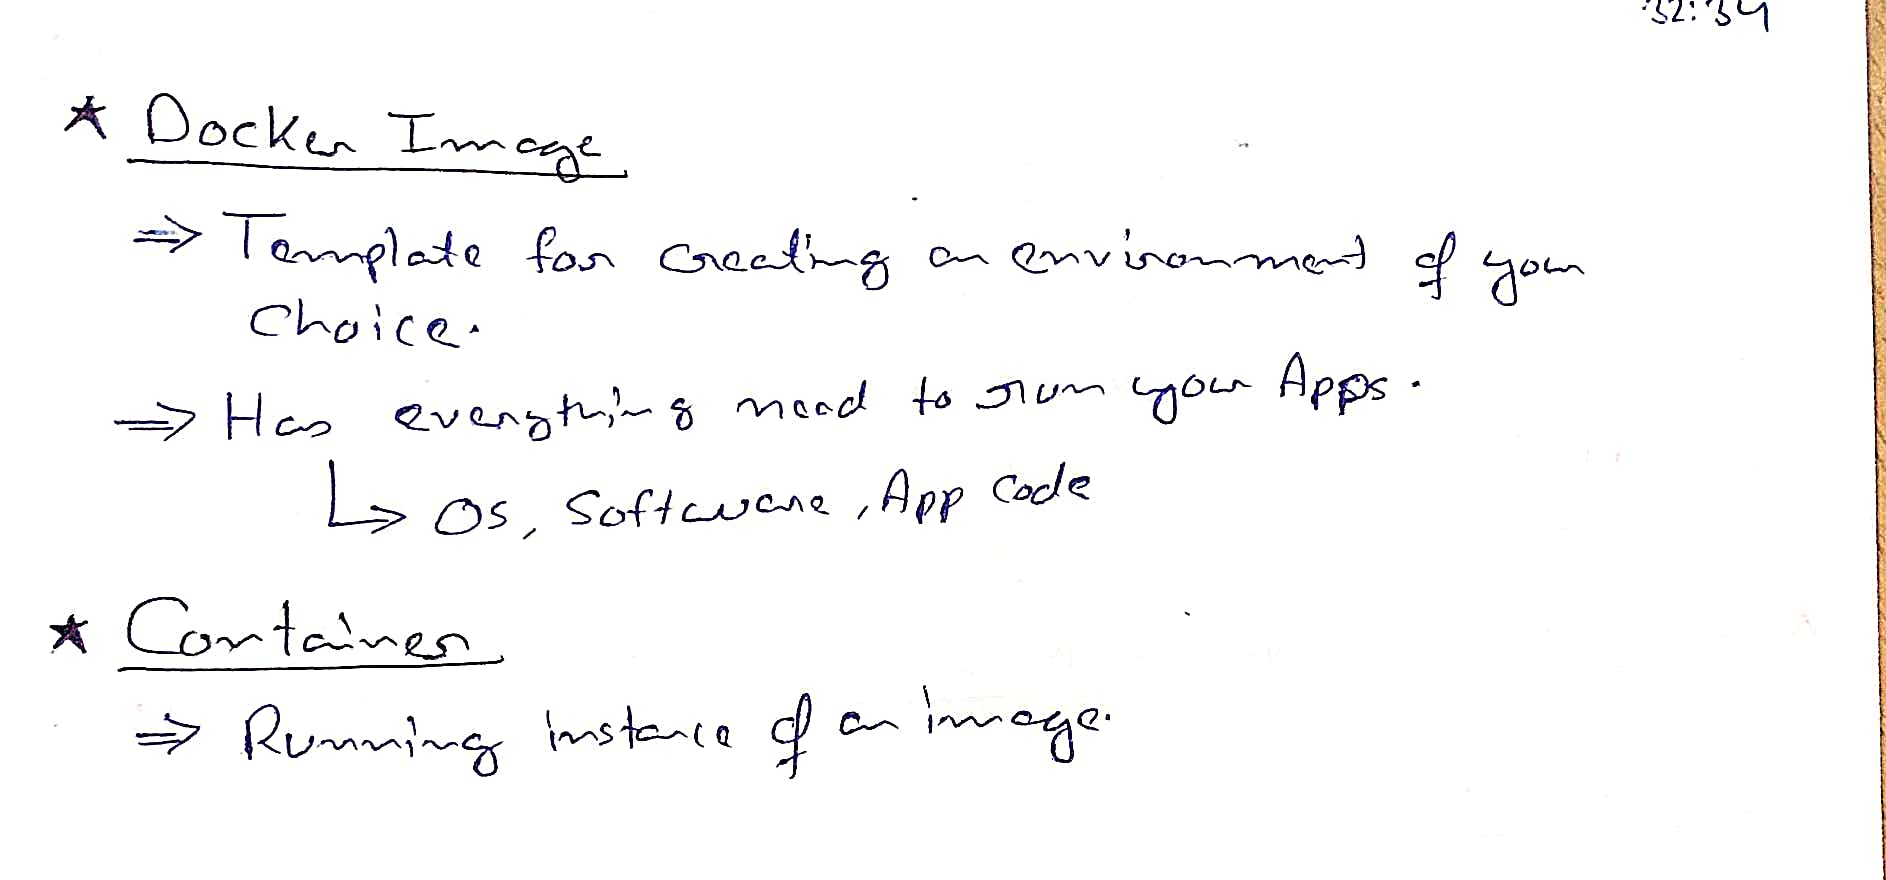 :32:34
★ Docker Image
⇒ Template for creating an environment of your
choice.
⇒ Has everything need to run your Apps.
↳ OS, Software, App Code
★ Container
⇒ Running instance of an image.